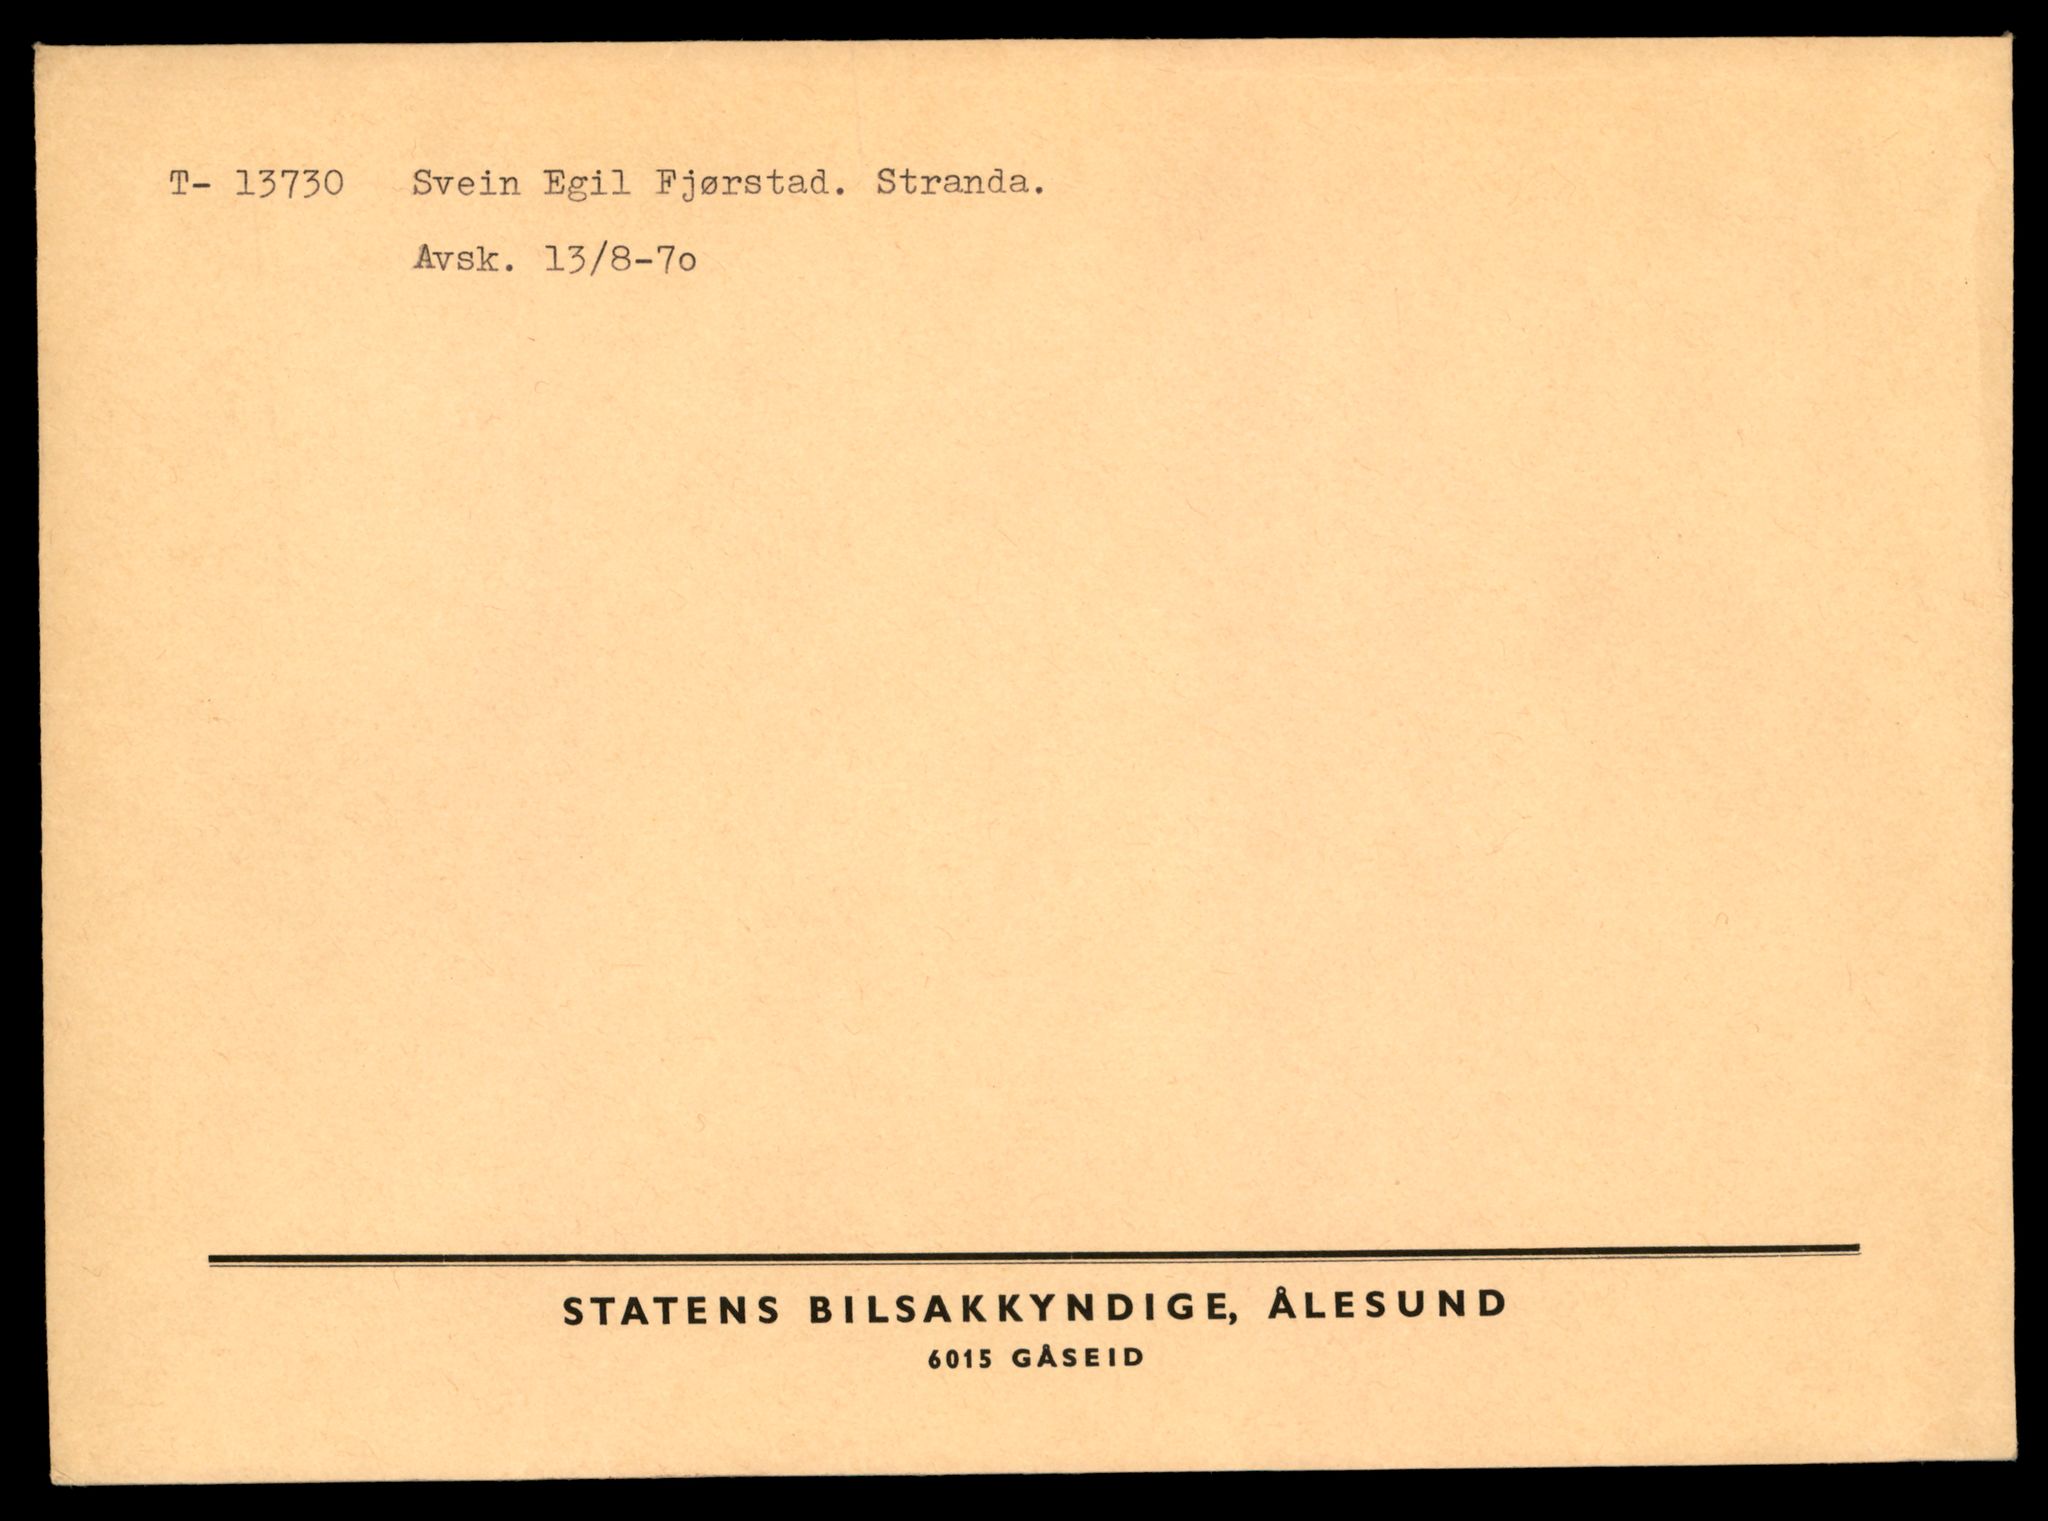 T- 13730 Svein Egil Fjørstad. Stranda.
Avsk. 13/8-7o
STATENS BILSAKKYNDIGE, ÅLESUND
6015 GÅSEID